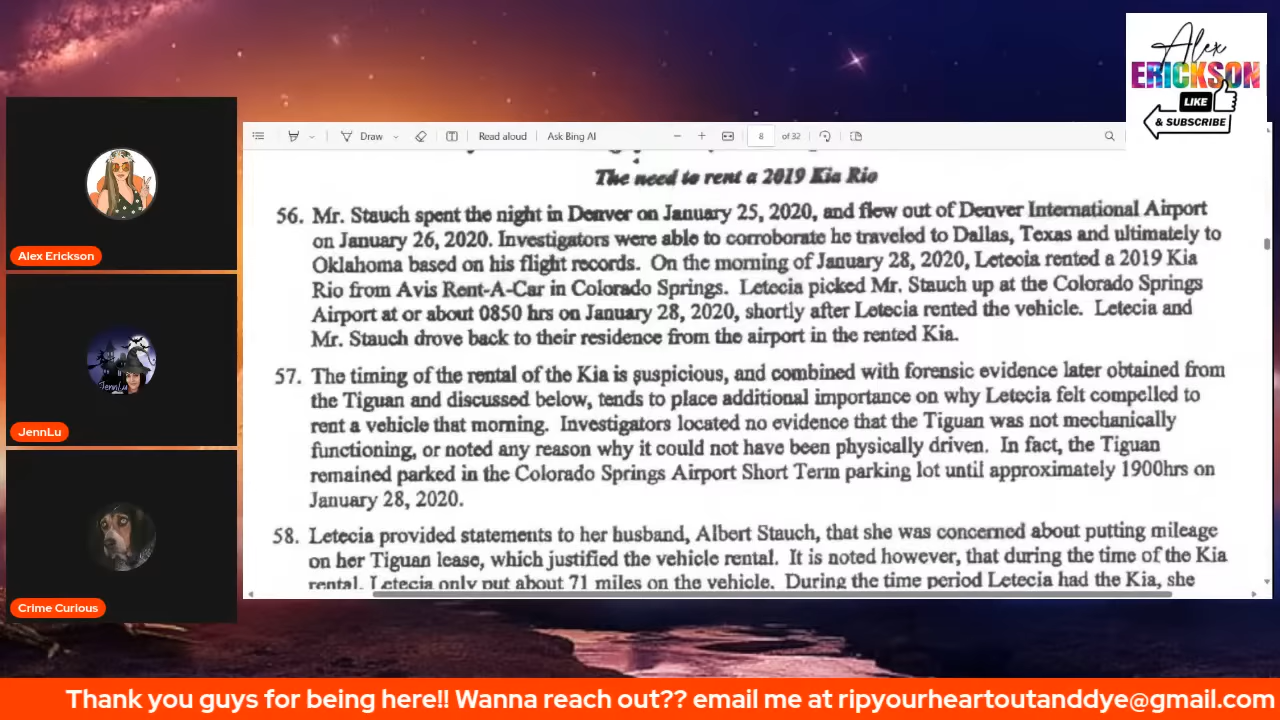 Alex
ERICKSON
LIKE
& SUBSCRIBE
Draw
Read aloud
Ask Bing AI
8
of 32
The need to rent a 2019 Kia Rio
56. Mr. Stauch spent the night in Denver on January 25, 2020, and flew out of Denver International Airport
on January 26, 2020. Investigators were able to corroborate he traveled to Dallas, Texas and ultimately to
Oklahoma based on his flight records. On the morning of January 28, 2020, Letecia rented a 2019 Kia
Rio from Avis Rent-A-Car in Colorado Springs. Letecia picked Mr. Stauch up at the Colorado Springs
Airport at or about 0850 hrs on January 28, 2020, shortly after Letecia rented the vehicle. Letecia and
Mr. Stauch drove back to their residence from the airport in the rented Kia.
57. The timing of the rental of the Kia is suspicious, and combined with forensic evidence later obtained from
the Tiguan and discussed below, tends to place additional importance on why Letecia felt compelled to
rent a vehicle that morning. Investigators located no evidence that the Tiguan was not mechanically
functioning, or noted any reason why it could not have been physically driven. In fact, the Tiguan
remained parked in the Colorado Springs Airport Short Term parking lot until approximately 1900hrs on
January 28, 2020.
58. Letecia provided statements to her husband, Albert Stauch, that she was concerned about putting mileage
on her Tiguan lease, which justified the vehicle rental. It is noted however, that during the time of the Kia
rental. Letecia only put about 71 miles on the vehicle. During the time period Letecia had the Kia, she
Alex Erickson
JennLu
JennLu
Crime Curious
Thank you guys for being here!! Wanna reach out?? email me at ripyourheartoutanddye@gmail.com